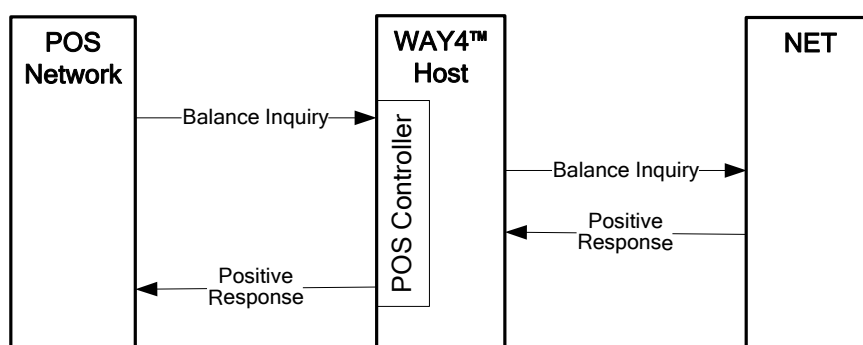 POS
Network
WAY4™
Host
NET
Balance Inquiry
POS Controller
Balance Inquiry
Positive
Response
Positive
Response